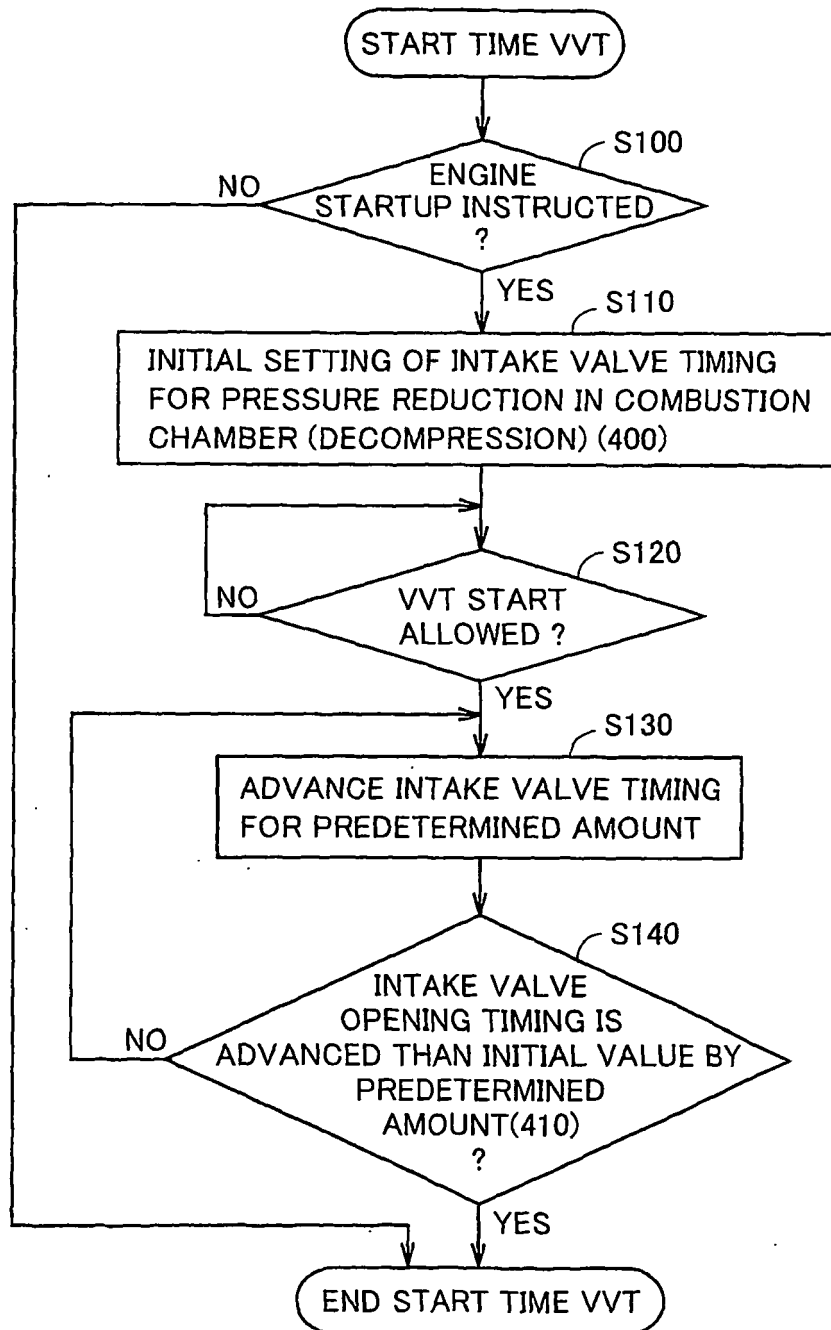 START TIME VVT
S100
NO
ENGINE
STARTUP INSTRUCTED
?
YES
S110
INITIAL SETTING OF INTAKE VALVE TIMING
FOR PRESSURE REDUCTION IN COMBUSTION
CHAMBER (DECOMPRESSION) (400)
S120
NO
VVT START
ALLOWED ?
YES
S130
ADVANCE INTAKE VALVE TIMING
FOR PREDETERMINED AMOUNT
S140
INTAKE VALVE
OPENING TIMING IS
NO
ADVANCED THAN INITIAL VALUE BY
PREDETERMINED
AMOUNT(410)
?
YES
END START TIME VVT